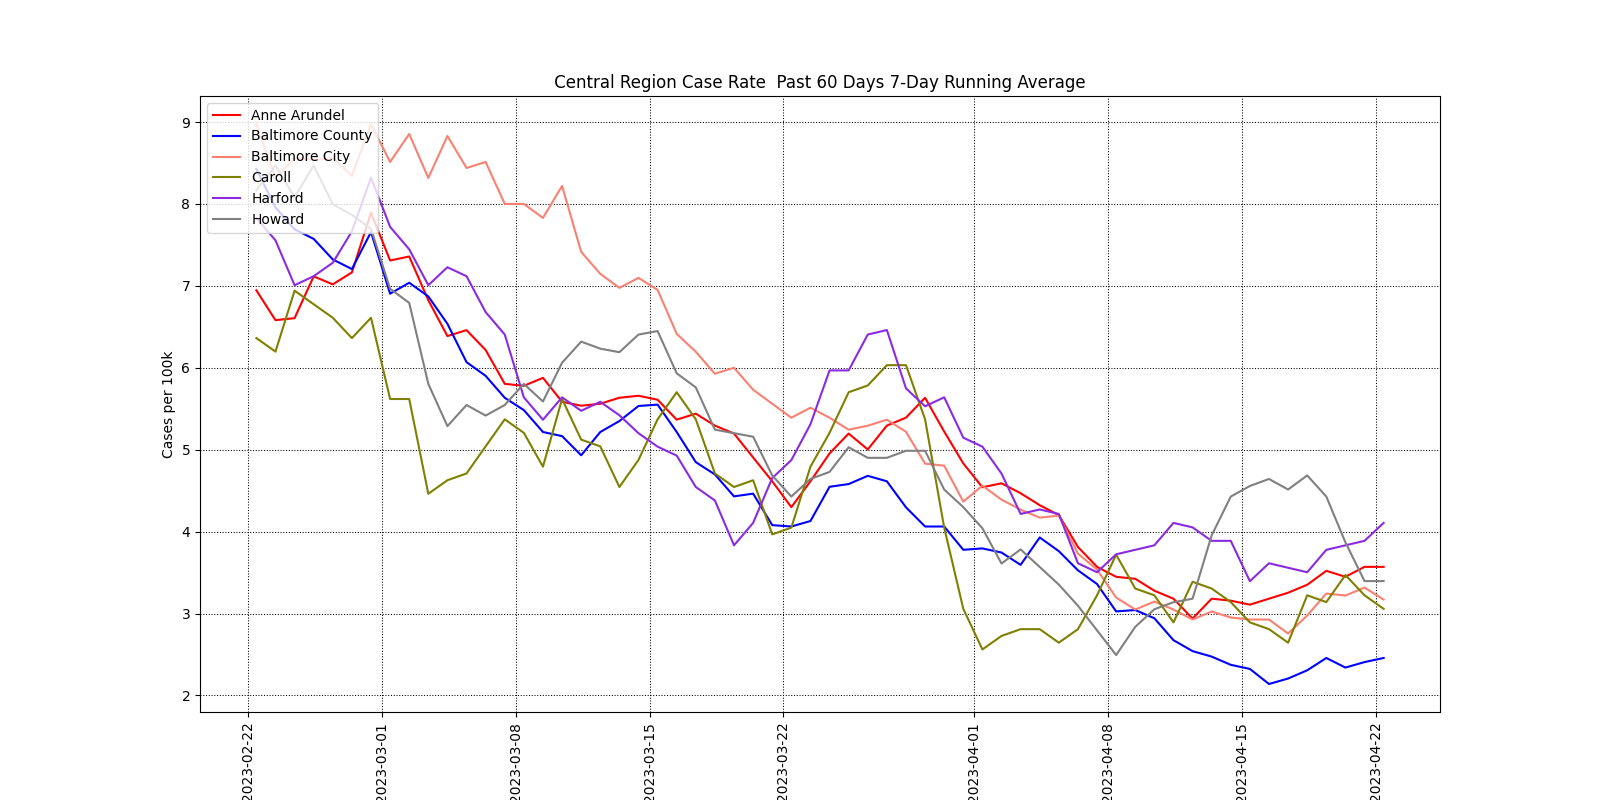 Central Region Case Rate  Past 60 Days 7-Day Running Average
Anne Arundel
Baltimore County
Baltimore City
Caroll
Harford
Howard
Cases per 100k
9
8
7
6
5
4
3
2
2023-02-22
2023-03-01
2023-03-08
2023-03-15
2023-03-22
2023-04-01
2023-04-08
2023-04-15
2023-04-22